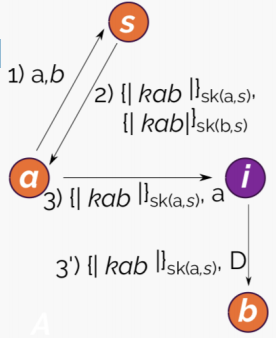 s
1) a,b
2) {| kab |}sk(a,s),
{| kab|}sk(b,s)
a
i
3) {| kab |}sk(a,s), a
3') {| kab |}sk(a,s), D
b
A